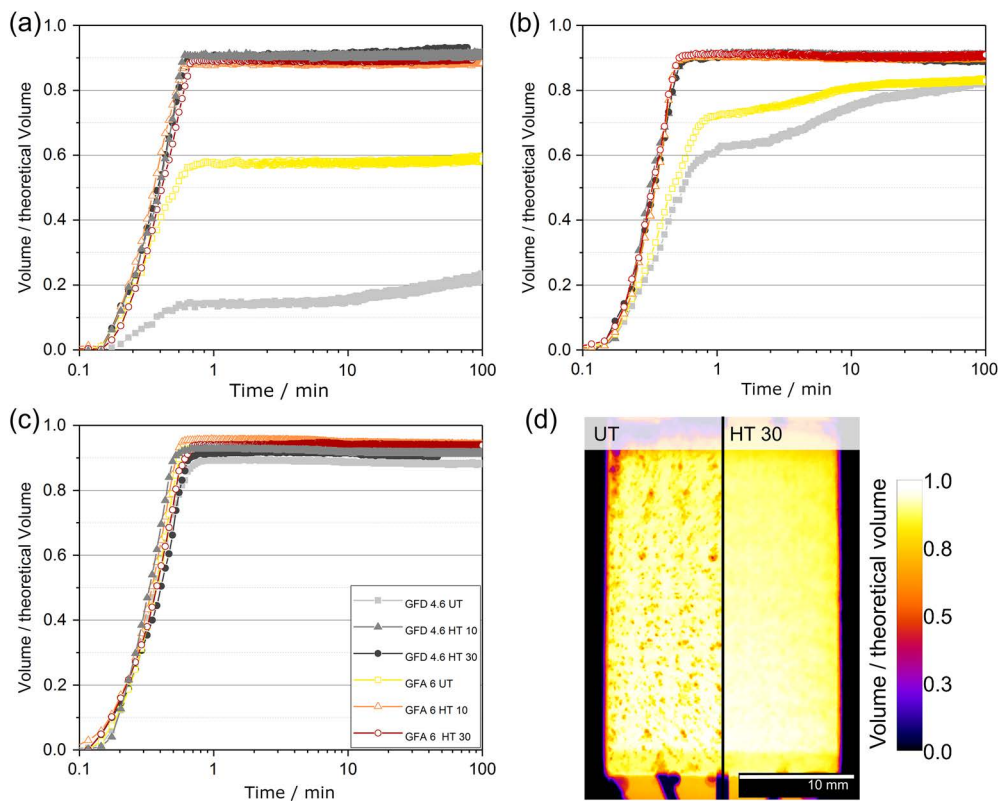 (a)
1.0
0.8
0.6
0.4
0.2
0.0
Volume / theoretical Volume
0.1
1
10
100
Time / min
(b)
1.0
0.8
0.6
0.4
0.2
0.0
Volume / theoretical Volume
0.1
1
10
100
Time / min
(c)
1.0
0.8
0.6
0.4
0.2
0.0
Volume / theoretical Volume
0.1
1
10
100
Time / min
GFD 4.6 UT
GFD 4.6 HT 10
GFD 4.6 HT 30
GFA 6 UT
GFA 6 HT 10
GFA 6 HT 30
(d)
UT
HT 30
10 mm
1.0
0.8
0.5
0.3
0.0
Volume / theoretical volume